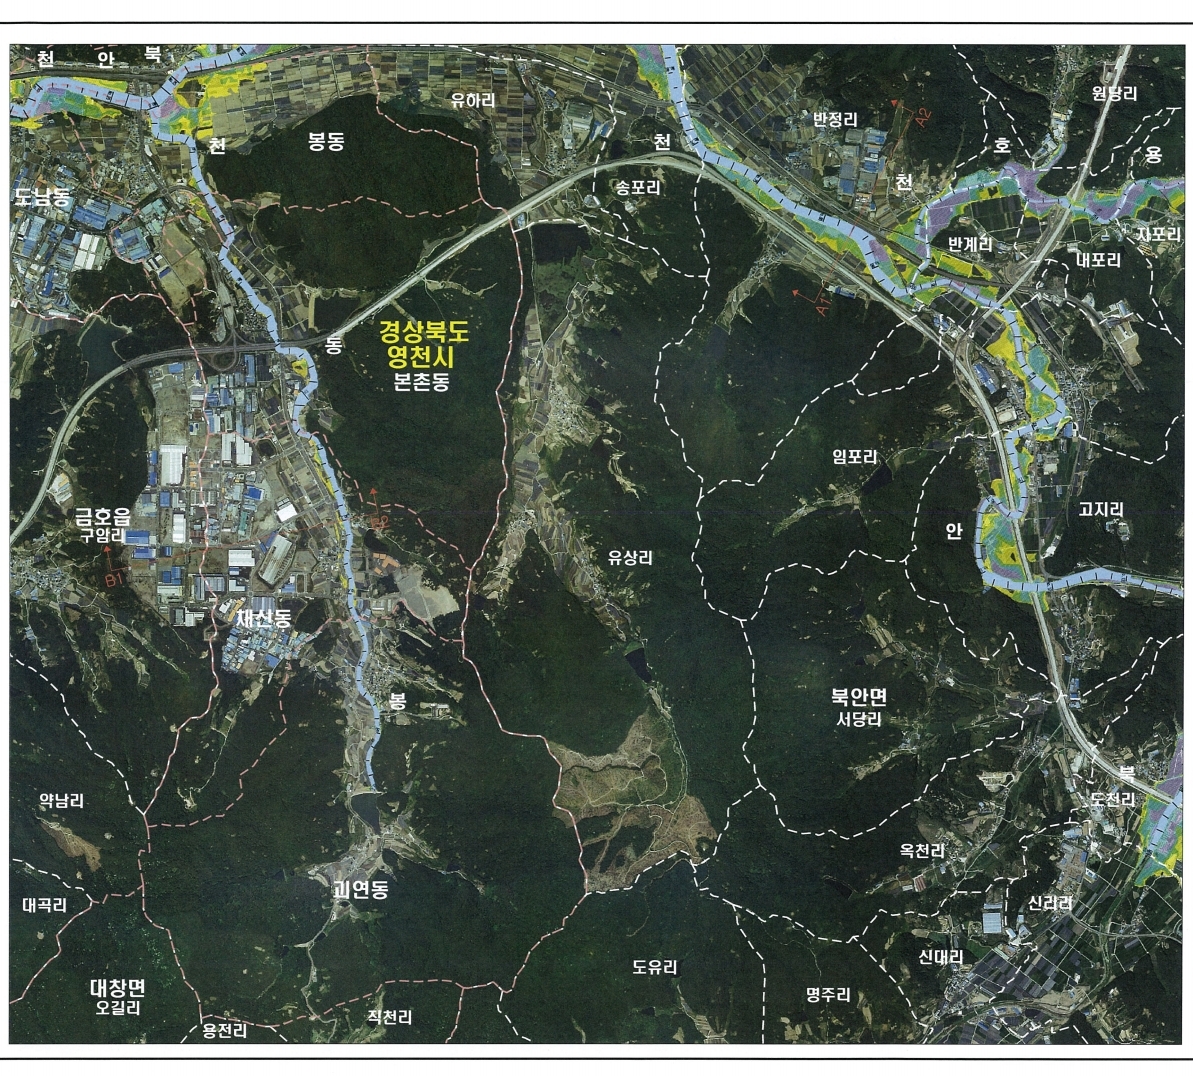 철 안 북
유하리
원당리
반정리
A2
천
봉동
천
호
용
도남동
송포리
천
반계리
자포리
내포리
A1
동
경상북도
영천시
본촌동
임포리
금호읍
구암리
고지리
안
유상리
B1
채산동
봉
북안면
서당리
북
약남리
도천리
옥천리
괴연동
대곡리
신리리
신대리
도유리
대창면
오길리
명주리
용전리
직천리